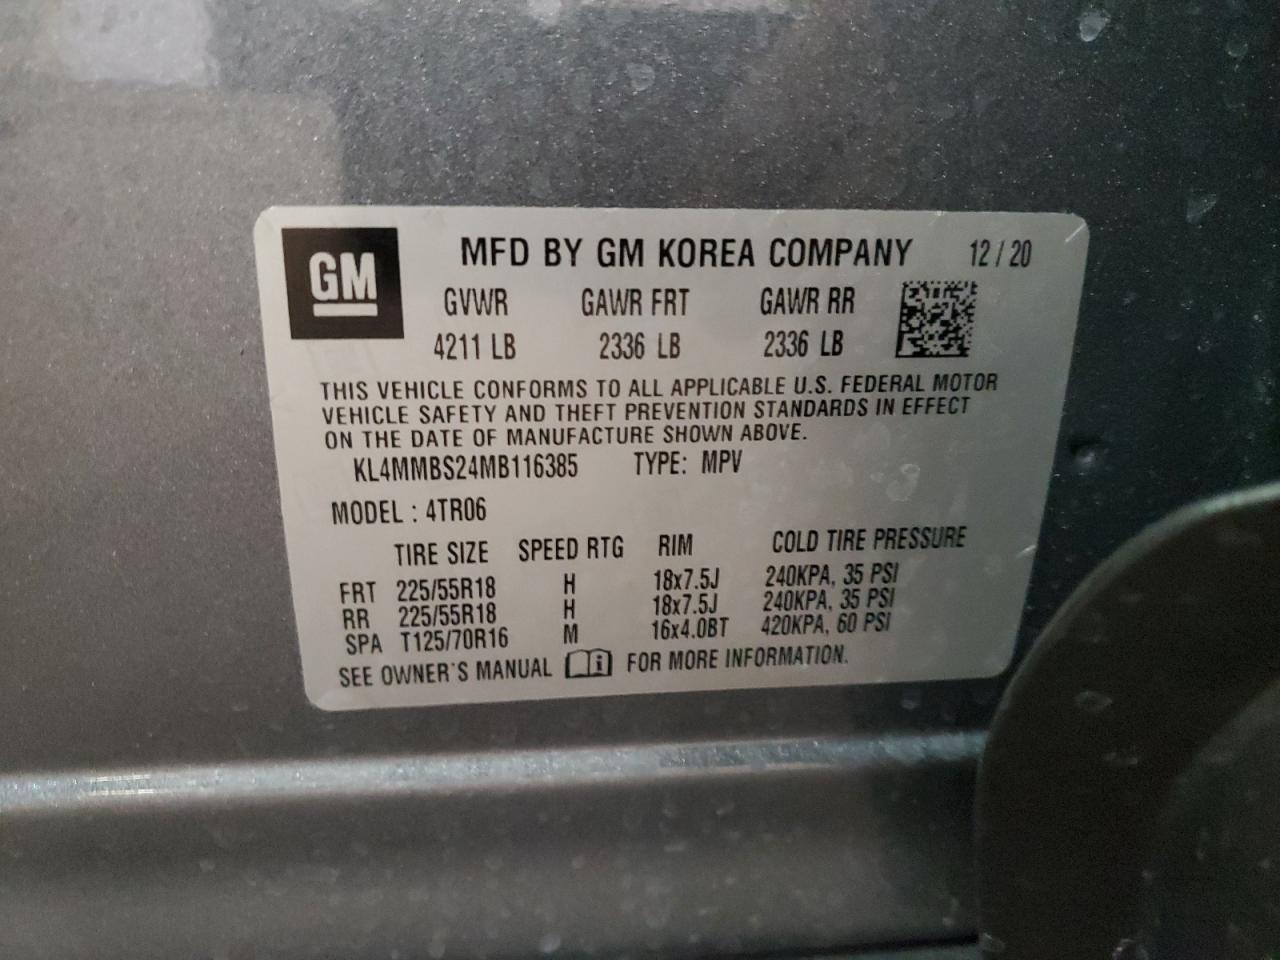 GM
MFD BY GM KOREA COMPANY 12 / 20
GVWR GAWR FRT GAWR RR
4211 LB 2336 LB 2336 LB
THIS VEHICLE CONFORMS TO ALL APPLICABLE U.S. FEDERAL MOTOR
VEHICLE SAFETY AND THEFT PREVENTION STANDARDS IN EFFECT
ON THE DATE OF MANUFACTURE SHOWN ABOVE.
KL4MMBS24MB116385 TYPE: MPV
MODEL : 4TR06
TIRE SIZE SPEED RTG RIM COLD TIRE PRESSURE
FRT 225/55R18 H 18x7.5J 240KPA, 35 PSI
RR 225/55R18 H 18x7.5J 240KPA, 35 PSI
SPA T125/70R16 M 16x4.0BT 420KPA, 60 PSI
SEE OWNER'S MANUAL FOR MORE INFORMATION.